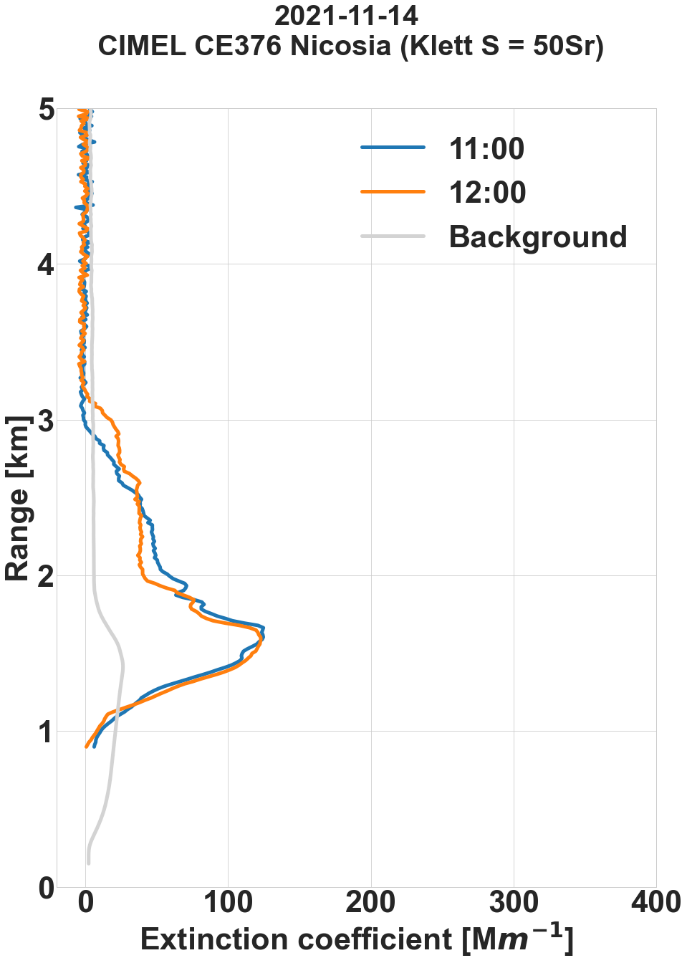 2021-11-14
CIMEL CE376 Nicosia (Klett S = 50Sr)
5
4
3
2
1
0
Range [km]
11:00
12:00
Background
0 100 200 300 400
Extinction coefficient [Mm⁻¹]